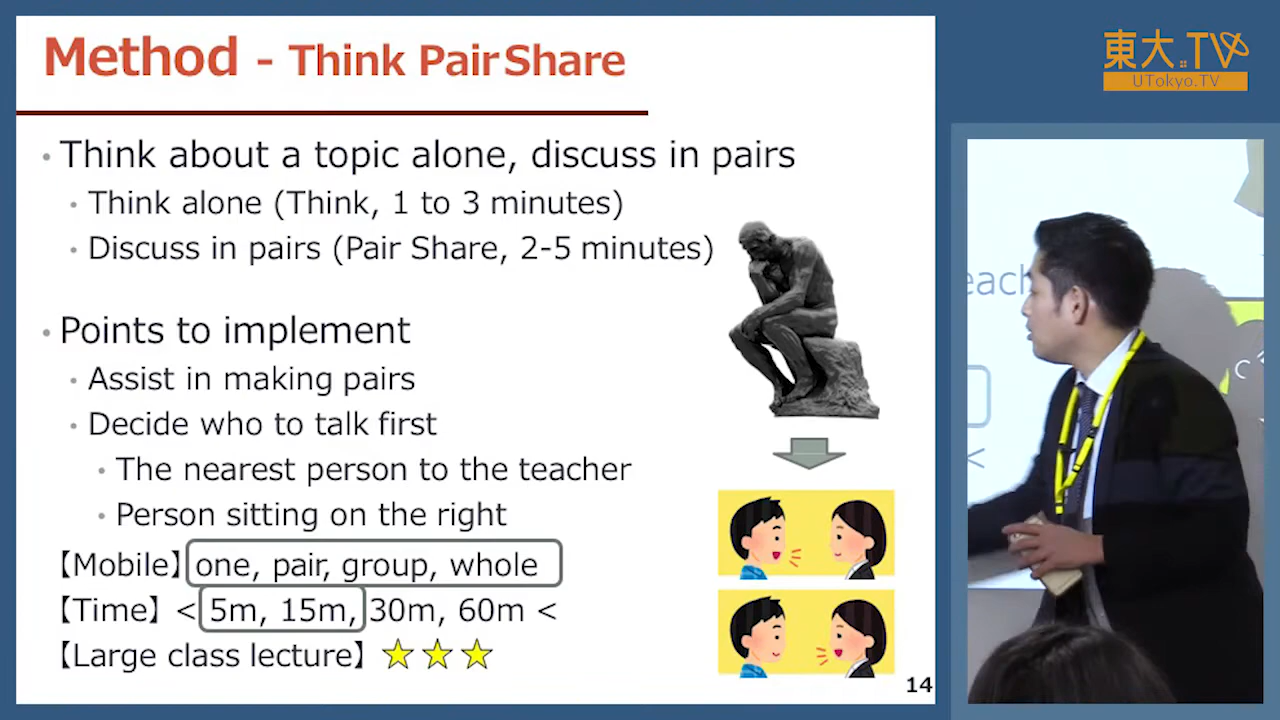 Method - Think Pair Share
・Think about a topic alone, discuss in pairs
・Think alone (Think, 1 to 3 minutes)
・Discuss in pairs (Pair Share, 2-5 minutes)
・Points to implement
・Assist in making pairs
・Decide who to talk first
・The nearest person to the teacher
・Person sitting on the right
【Mobile】one, pair, group, whole
【Time】< 5m, 15m, 30m, 60m <
【Large class lecture】★★★
14
東大.TV
UTokyo.TV
each
<